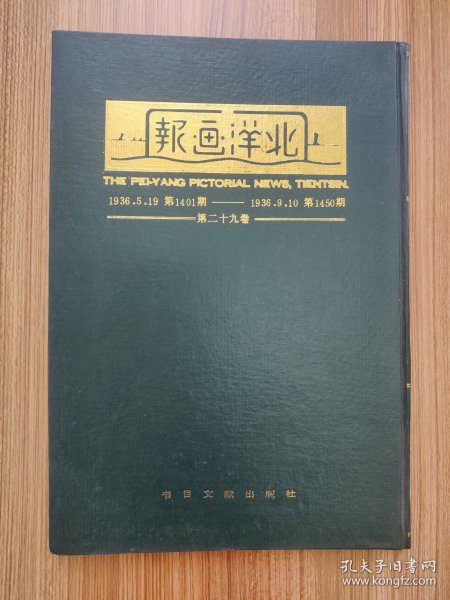 北洋画報
THE PEI-YANG PICTORIAL NEWS, TIENTSIN.
1936.5.19 第1401期 —— 1936.9.10 第1450期
第二十九卷
书目文献出版社
孔夫子旧书网
www.kongfz.com